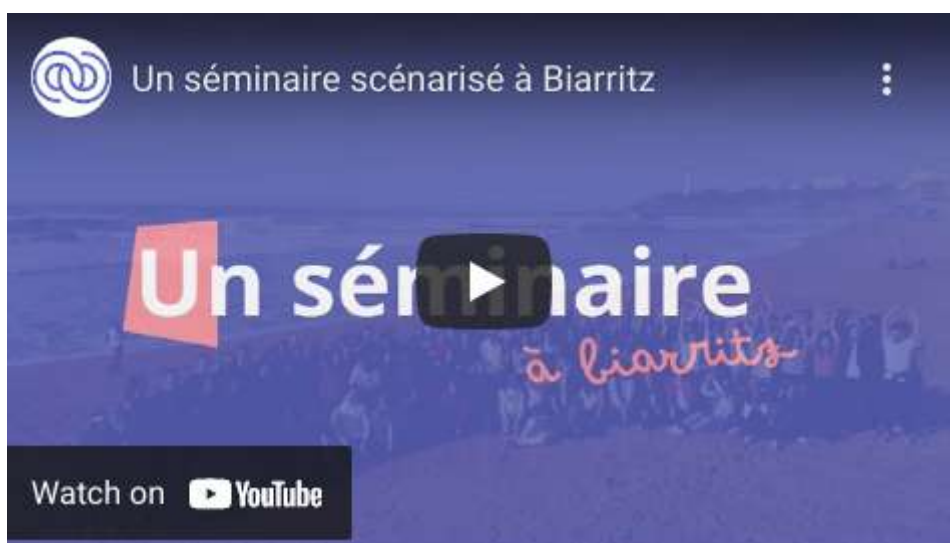 Un séminaire scénarisé à Biarritz
Un séminaire
à biarritz
Watch on YouTube